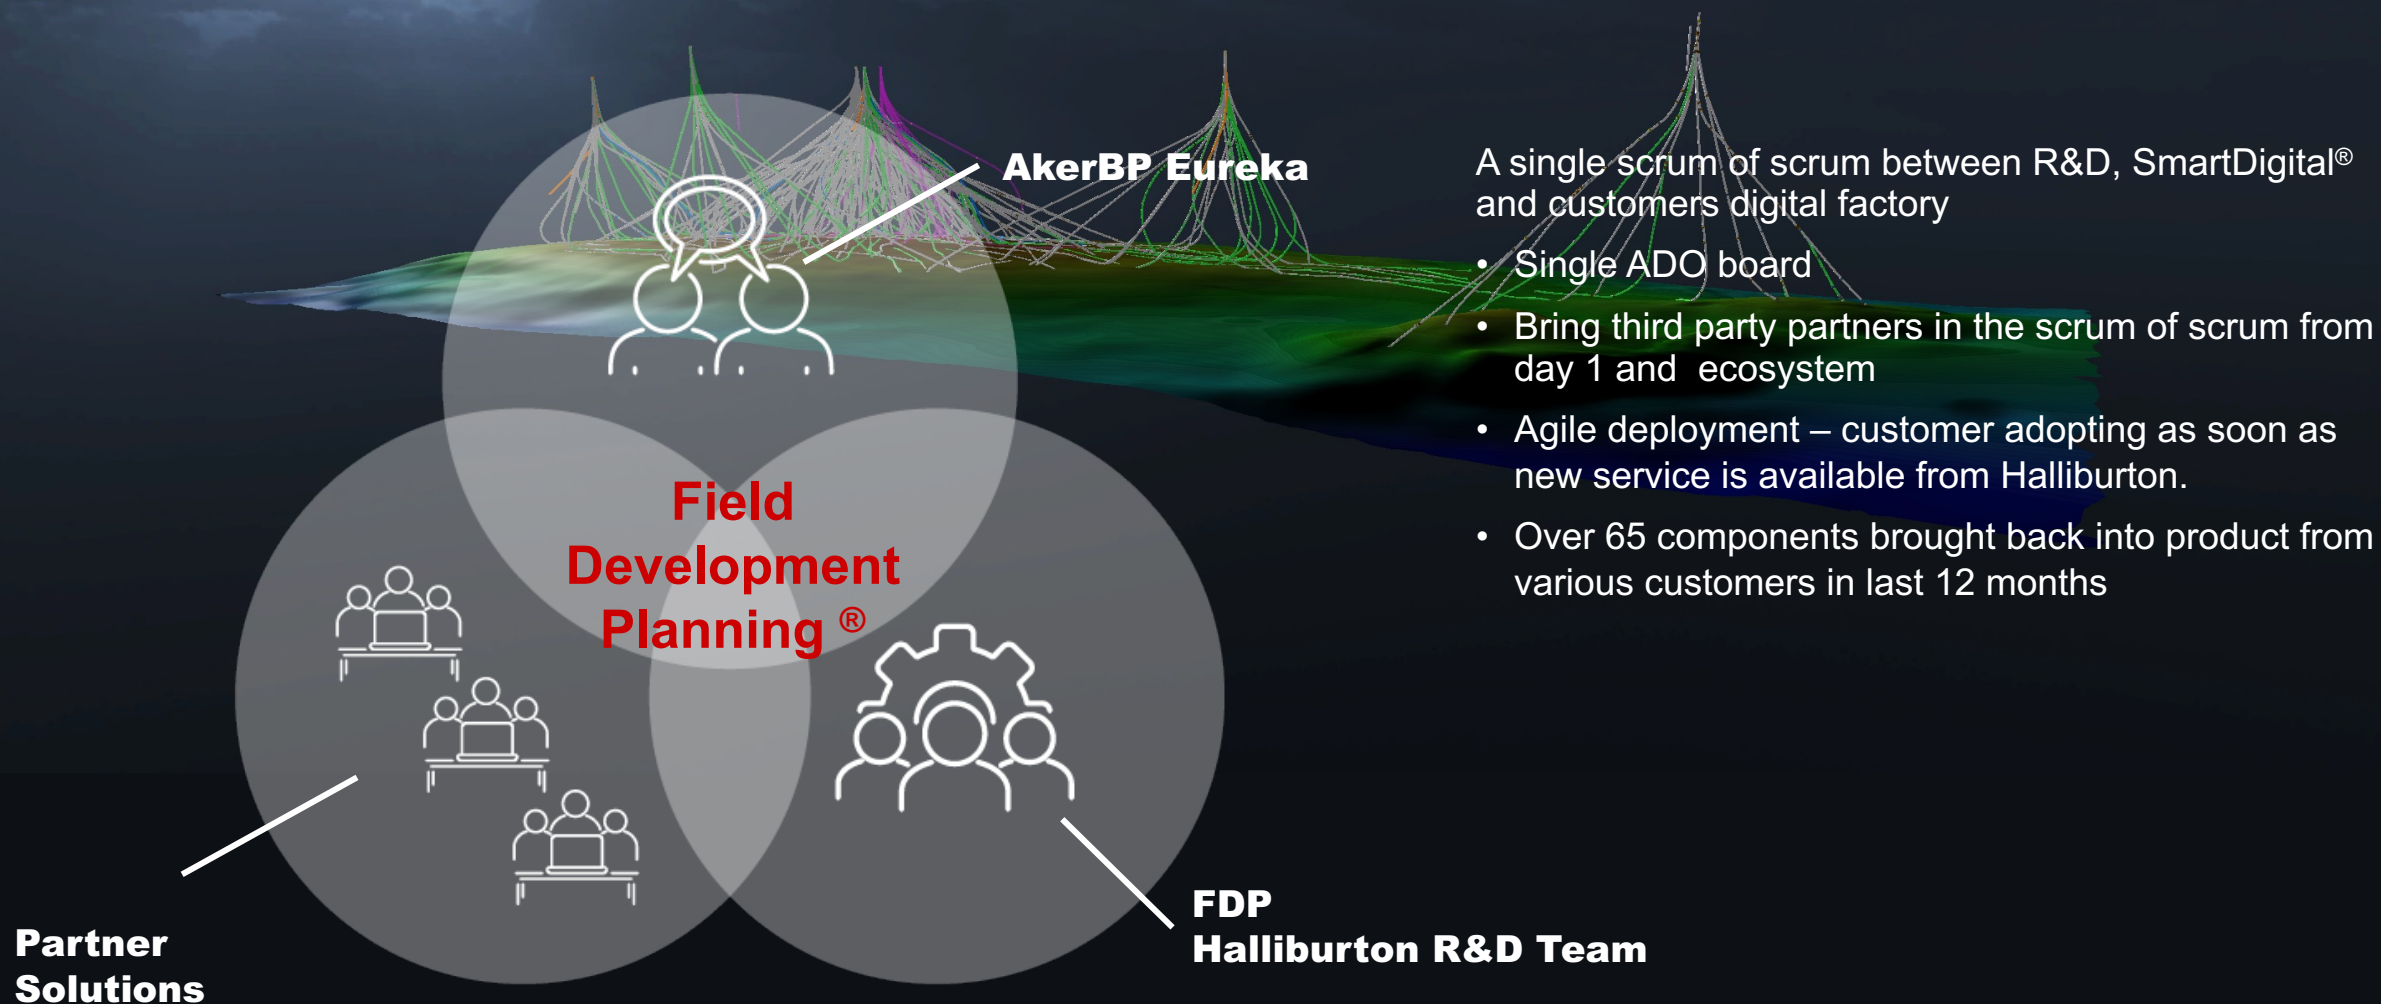 AkerBP Eureka
Field
Development
Planning ®
Partner
Solutions
FDP
Halliburton R&D Team
A single scrum of scrum between R&D, SmartDigital®
and customers digital factory
• Single ADO board
• Bring third party partners in the scrum of scrum from
day 1 and  ecosystem
• Agile deployment – customer adopting as soon as
new service is available from Halliburton.
• Over 65 components brought back into product from
various customers in last 12 months